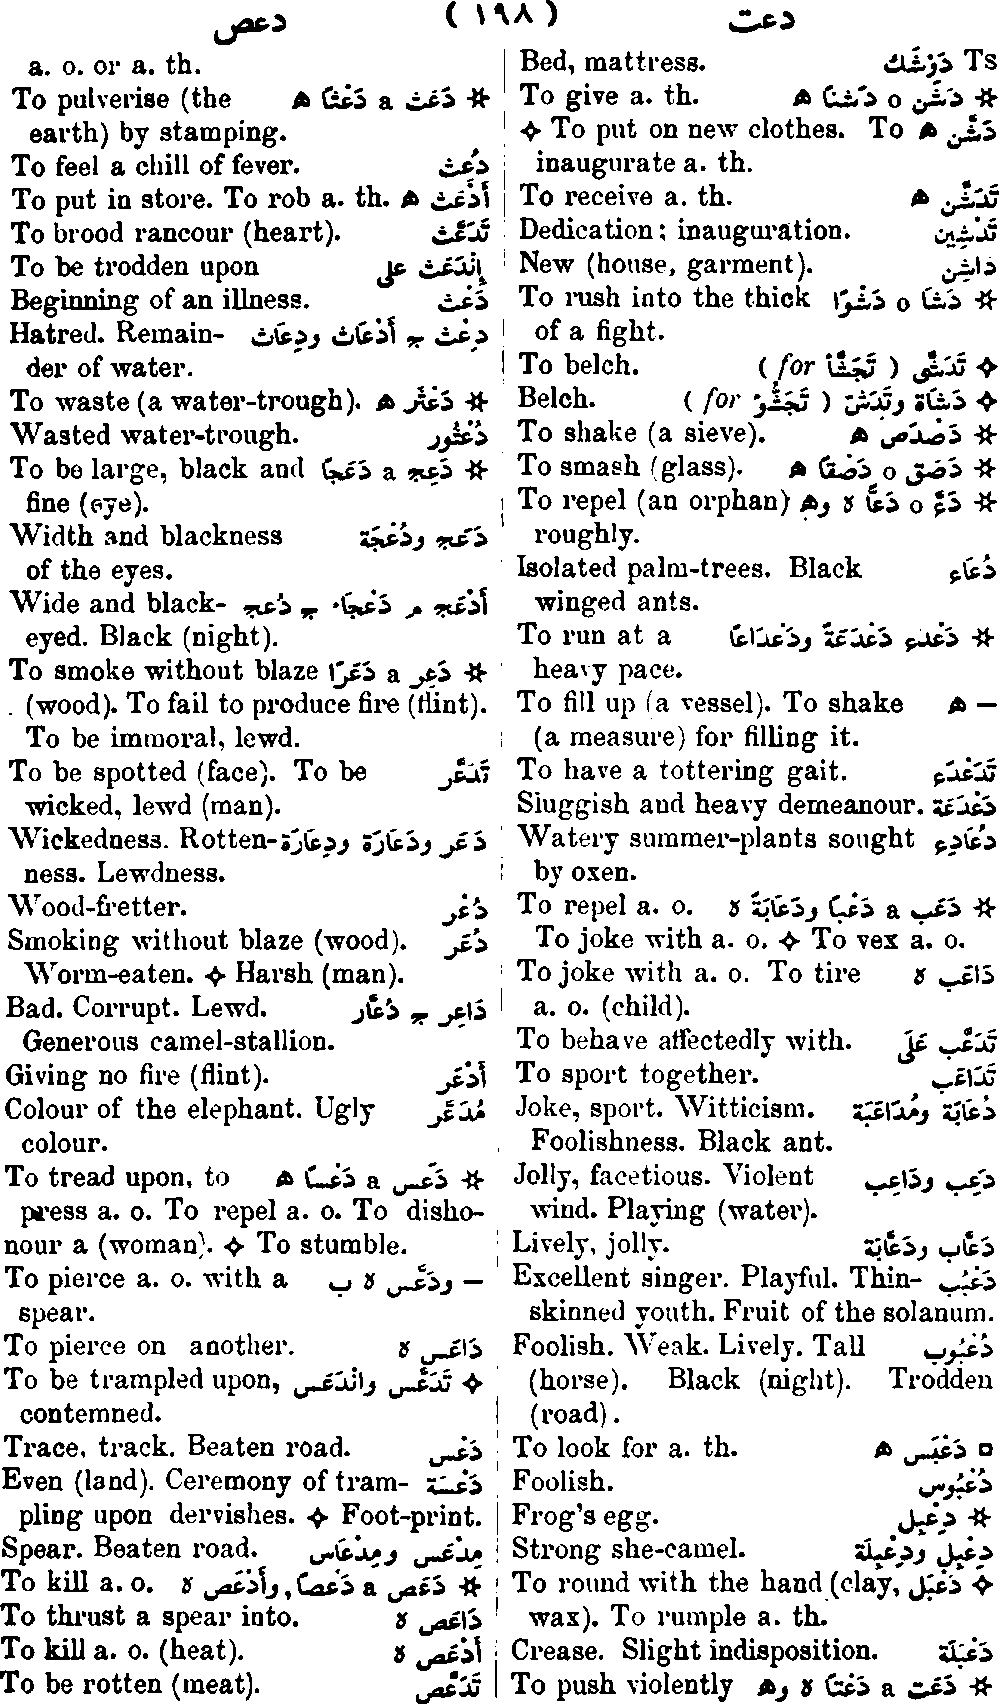 دعت ( ١٩٨ ) دعص
Bed, mattress. دَوْشَك Ts
To give a. th. ✲ دَشَن o دَشْنًا ه
✧ To put on new clothes. To دَشَّن ه
inaugurate a. th.
To receive a. th. تَدَشَّن ه
Dedication; inauguration. تَدْشِين
New (house, garment). دَاشِن
To rush into the thick ✲ دَشَا o دَشْوًا
of a fight.
To belch. (for تَجَشَّأَ) تَدَشَّى ✧
Belch. (for تَجَشُّؤ) دَشَاة وتَدَشّ ✧
To shake (a sieve). ✲ دَصْدَص ه
To smash (glass). ✲ دَصَق o دَصْقًا ه
To repel (an orphan) ✲ دَعَّ o دَعًّا ه وه
roughly.
Isolated palm-trees. Black دُعَاع
winged ants.
To run at a ✲ دَعْدَع دَعْدَعَةً ودَعْدَاعًا
heavy pace.
To fill up (a vessel). To shake — ه
(a measure) for filling it.
To have a tottering gait. تَدَعْدَع
Sluggish and heavy demeanour. دَعْدَعَة
Watery summer-plants sought دُعَادِع
by oxen.
To repel a. o. ✲ دَعَب a دَعْبًا ودُعَابَةً ه
To joke with a. o. ✧ To vex a. o.
To joke with a. o. To tire دَاعَب ه
a. o. (child).
To behave affectedly with. تَدَعَّب عَلَى
To sport together. تَدَاعَب
Joke, sport. Witticism. دُعَابَة ومُدَاعَبَة
Foolishness. Black ant.
Jolly, facetious. Violent دَعِب ودَاعِب
wind. Playing (water).
Lively, jolly. دَعَّاب ودَعَّابَة
Excellent singer. Playful. Thin- دُعْبُب
skinned youth. Fruit of the solanum.
Foolish. Weak. Lively. Tall دُعْبُوب
(horse). Black (night). Trodden
(road).
To look for a. th. □ دَعْبَس ه
Foolish. دُعْبُوس
Frog's egg. ✲ دِعْبِل
Strong she-camel. دِعْبِل ودِعْبِلَة
To round with the hand (clay, دَعْبَل ✧
wax). To rumple a. th.
Crease. Slight indisposition. دَعْبَلَة
To push violently ✲ دَعَت a دَعْتًا ه وه
a. o. or a. th.
To pulverise (the ✲ دَعَث a دَعْثًا ه
earth) by stamping.
To feel a chill of fever. دُعِث
To put in store. To rob a. th. أَدْعَث ه
To brood rancour (heart). تَدَعَّث
To be trodden upon إِنْدَعَث على
Beginning of an illness. دَعْث
Hatred. Remain- دِعْث ج أَدْعَاث ودِعَاث
der of water.
To waste (a water-trough). ✲ دَعْثَر ه
Wasted water-trough. دُعْثُور
To be large, black and ✲ دَعِج a دَعَجًا
fine (eye).
Width and blackness دَعَج ودُعْجَة
of the eyes.
Wide and black- أَدْعَج م دَعْجَاء ج دُعْج
eyed. Black (night).
To smoke without blaze ✲ دَعِر a دَعَرًا
(wood). To fail to produce fire (flint).
To be immoral, lewd.
To be spotted (face). To be تَدَعَّر
wicked, lewd (man).
Wickedness. Rotten- دَعَر ودَعَارَة ودِعَارَة
ness. Lewdness.
Wood-fretter. دُعْر
Smoking without blaze (wood). دُعَر
Worm-eaten. ✧ Harsh (man).
Bad. Corrupt. Lewd. دَاعِر ج دُعَّار
Generous camel-stallion.
Giving no fire (flint). أَدْعَر
Colour of the elephant. Ugly مُدَعَّر
colour.
To tread upon, to ✲ دَعَس a دَعْسًا ه
press a. o. To repel a. o. To disho-
nour a (woman). ✧ To stumble.
To pierce a. o. with a — ودَعَّس ه ب
spear.
To pierce on another. دَاعَس ه
To be trampled upon, ✧ تَدَعَّس وانْدَعَس
contemned.
Trace, track. Beaten road. دَعْس
Even (land). Ceremony of tram- دَعْسَة
pling upon dervishes. ✧ Foot-print.
Spear. Beaten road. مِدْعَس ومِدْعَاس
To kill a. o. ✲ دَعَص a دَعْصًا, وأَدْعَص ه
To thrust a spear into. دَاعَص ه
To kill a. o. (heat). أَدْعَص ه
To be rotten (meat). تَدَعَّص